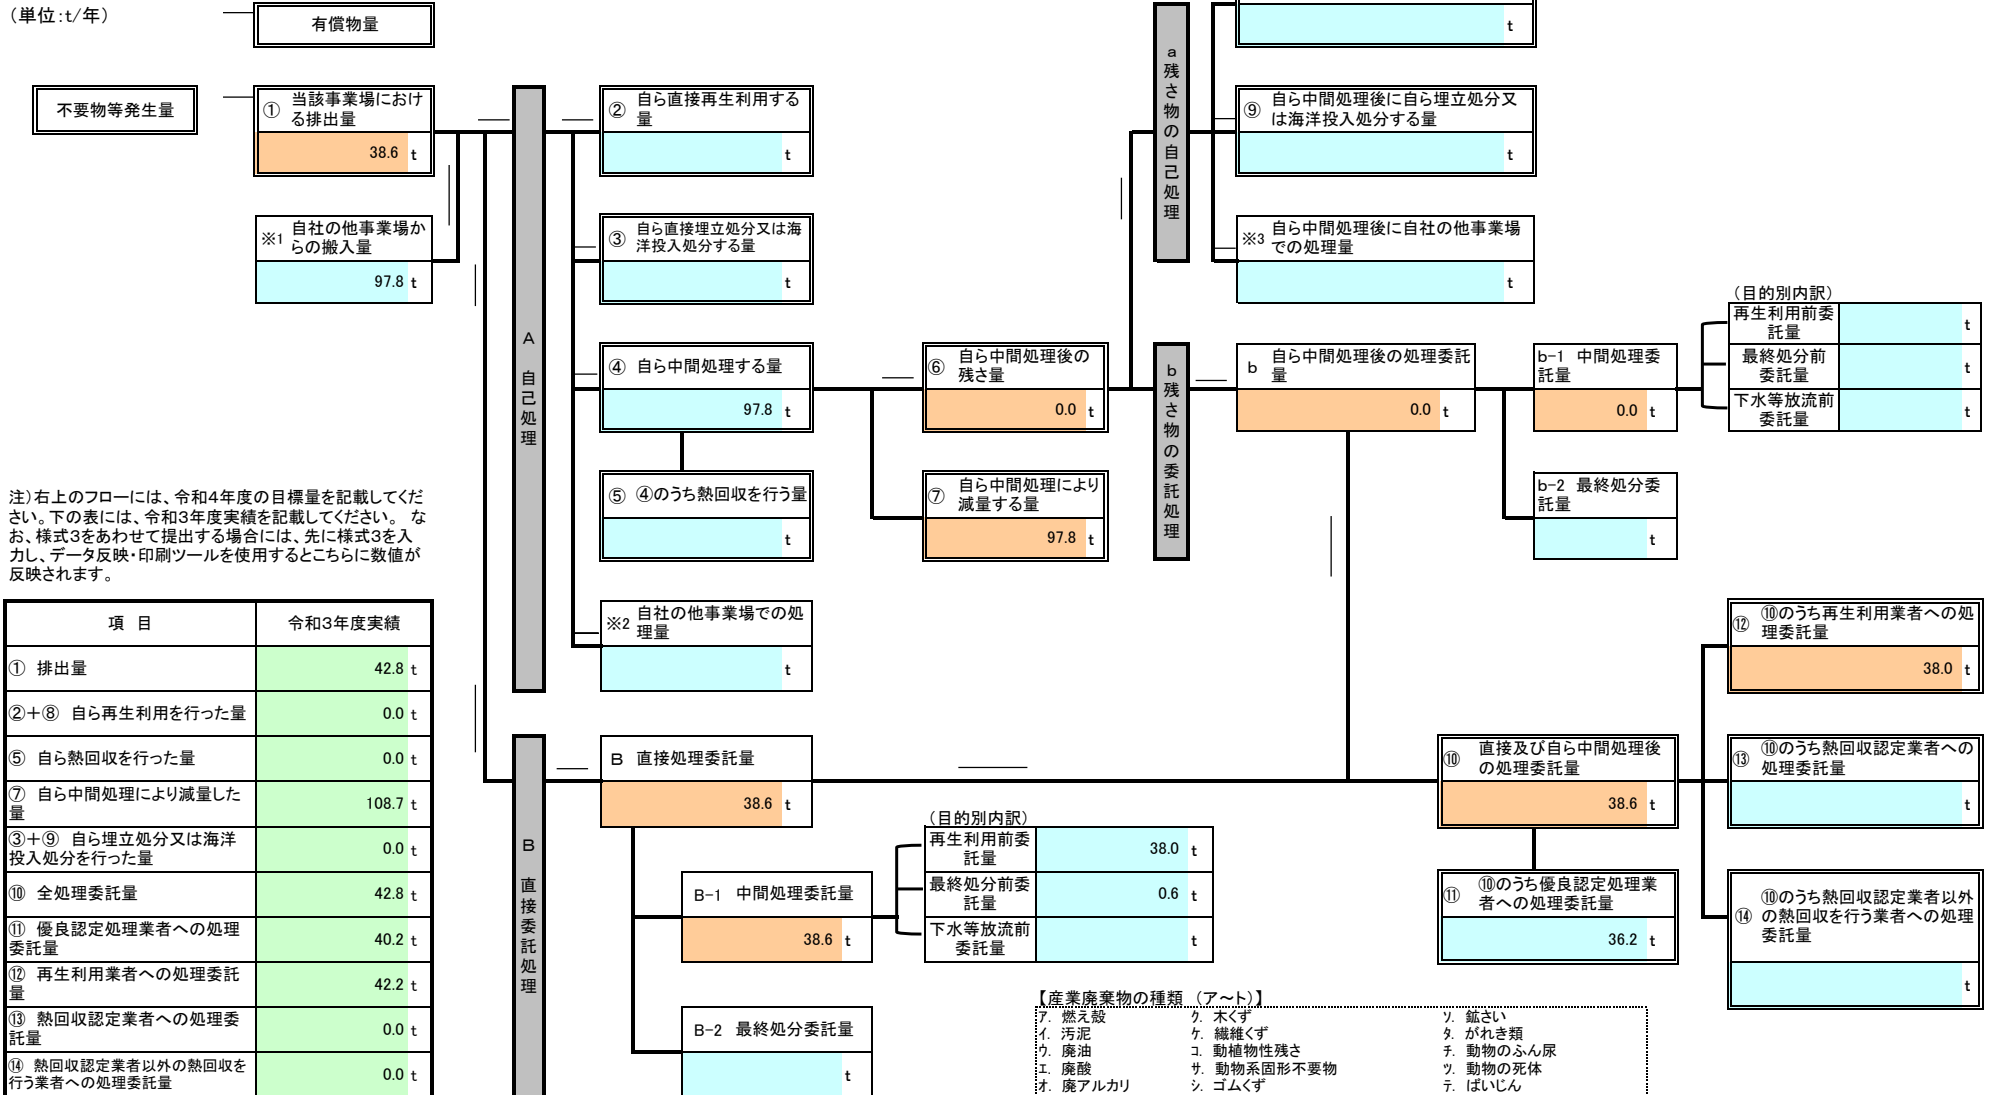 （単位:t/年）
有償物量
t
不要物等発生量
① 当該事業場におけ
る排出量
38.6 t
※1 自社の他事業場か
らの搬入量
97.8 t
A 自己処理
② 自ら直接再生利用する
量
t
③ 自ら直接埋立処分又は海
洋投入処分する量
t
④ 自ら中間処理する量
97.8 t
⑤ ④のうち熱回収を行う量
t
※2 自社の他事業場での処
理量
t
⑥ 自ら中間処理後の
残さ量
0.0 t
⑦ 自ら中間処理により
減量する量
97.8 t
a 残さ物の自己処理
⑨ 自ら中間処理後に自ら埋立処分又
は海洋投入処分する量
t
※3 自ら中間処理後に自社の他事業場
での処理量
t
b 残さ物の委託処理
b 自ら中間処理後の処理委託
量
0.0 t
b-1 中間処理委
託量
0.0 t
（目的別内訳）
再生利用前委
託量
t
最終処分前
委託量
t
下水等放流前
委託量
t
b-2 最終処分委
託量
t
注）右上のフローには、令和４年度の目標量を記載してくだ
さい。下の表には、令和３年度実績を記載してください。 な
お、様式３をあわせて提出する場合には、先に様式３を入
力し、データ反映・印刷ツールを使用するとこちらに数値が
反映されます。
項 目 令和３年度実績
① 排出量 42.8 t
②＋⑧ 自ら再生利用を行った量 0.0 t
⑤ 自ら熱回収を行った量 0.0 t
⑦ 自ら中間処理により減量した
量 108.7 t
③＋⑨ 自ら埋立処分又は海洋
投入処分を行った量 0.0 t
⑩ 全処理委託量 42.8 t
⑪ 優良認定処理業者への処理
委託量 40.2 t
⑫ 再生利用業者への処理委託
量 42.2 t
⑬ 熱回収認定業者への処理委
託量 0.0 t
⑭ 熱回収認定業者以外の熱回収を
行う業者への処理委託量 0.0 t
B 直接委託処理
B 直接処理委託量
38.6 t
B-1 中間処理委託量
38.6 t
（目的別内訳）
再生利用前委
託量
38.0 t
最終処分前委
託量
0.6 t
下水等放流前
委託量
t
B-2 最終処分委託量
t
⑩ 直接及び自ら中間処理後
の処理委託量
38.6 t
⑪ ⑩のうち優良認定処理業
者への処理委託量
36.2 t
⑫ ⑩のうち再生利用業者への処
理委託量
38.0 t
⑬ ⑩のうち熱回収認定業者への
処理委託量
t
⑭ ⑩のうち熱回収認定業者以外
の熱回収を行う業者への処理
委託量
t
【産業廃棄物の種類 （ア～ト）】
ア. 燃え殻 ク. 木くず ソ. 鉱さい
イ. 汚泥 ケ. 繊維くず タ. がれき類
ウ. 廃油 コ. 動植物性残さ チ. 動物のふん尿
エ. 廃酸 サ. 動物系固形不要物 ツ. 動物の死体
オ. 廃アルカリ シ. ゴムくず テ. ばいじん